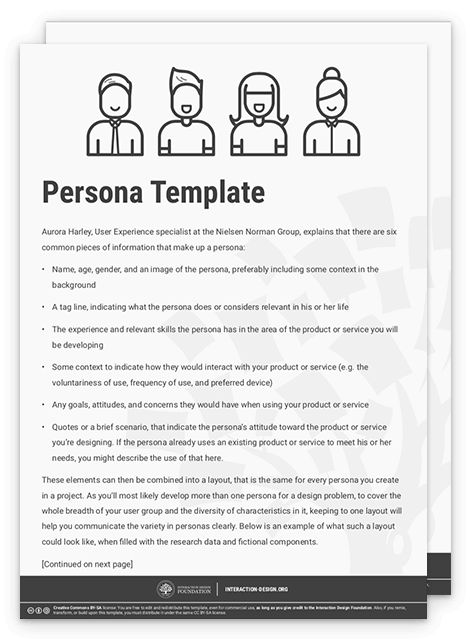 Persona Template
Aurora Harley, User Experience specialist at the Nielsen Norman Group, explains that there are six
common pieces of information that make up a persona:
• Name, age, gender, and an image of the persona, preferably including some context in the
background
• A tag line, indicating what the persona does or considers relevant in his or her life
• The experience and relevant skills the persona has in the area of the product or service you will
be developing
• Some context to indicate how they would interact with your product or service (e.g. the
voluntariness of use, frequency of use, and preferred device)
• Any goals, attitudes, and concerns they would have when using your product or service
• Quotes or a brief scenario, that indicate the persona's attitude toward the product or service
you're designing. If the persona already uses an existing product or service to meet his or her
needs, you might describe the use of that here.
These elements can then be combined into a layout, that is the same for every persona you create
in a project. As you'll most likely develop more than one persona for a design problem, to cover the
whole breadth of your user group and the diversity of characteristics in it, keeping to one layout will
help you communicate the variety in personas clearly. Below is an example of what such a layout
could look like, when filled with the research data and fictional components.
[Continued on next page]
INTERACTION DESIGN
FOUNDATION
INTERACTION-DESIGN.ORG
Creative Commons BY-SA license: You are free to edit and redistribute this template, even for commercial use, as long as you give credit to the Interaction Design Foundation. Also, if you remix,
transform, or build upon this template, you must distribute it under the same CC BY-SA license.